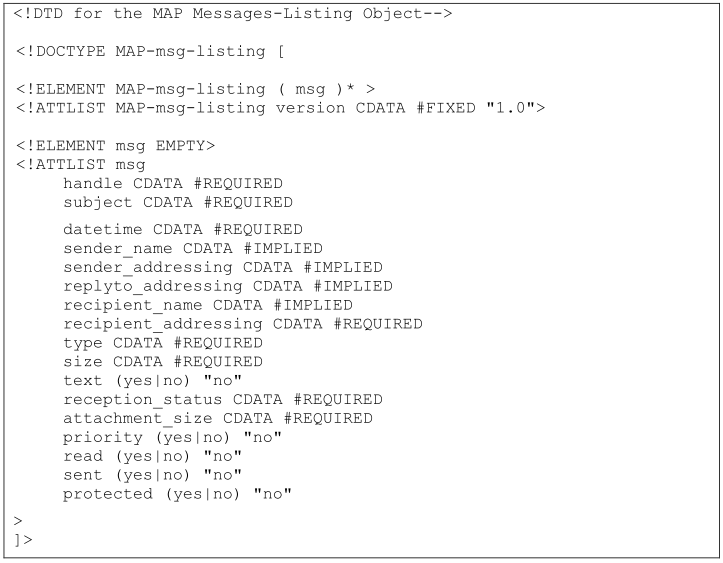 <!DTD for the MAP Messages-Listing Object-->
<!DOCTYPE MAP-msg-listing [
<!ELEMENT MAP-msg-listing ( msg )* >
<!ATTLIST MAP-msg-listing version CDATA #FIXED "1.0">
<!ELEMENT msg EMPTY>
<!ATTLIST msg
handle CDATA #REQUIRED
subject CDATA #REQUIRED
datetime CDATA #REQUIRED
sender_name CDATA #IMPLIED
sender_addressing CDATA #IMPLIED
replyto_addressing CDATA #IMPLIED
recipient_name CDATA #IMPLIED
recipient_addressing CDATA #REQUIRED
type CDATA #REQUIRED
size CDATA #REQUIRED
text (yes|no) "no"
reception_status CDATA #REQUIRED
attachment_size CDATA #REQUIRED
priority (yes|no) "no"
read (yes|no) "no"
sent (yes|no) "no"
protected (yes|no) "no"
>
]>